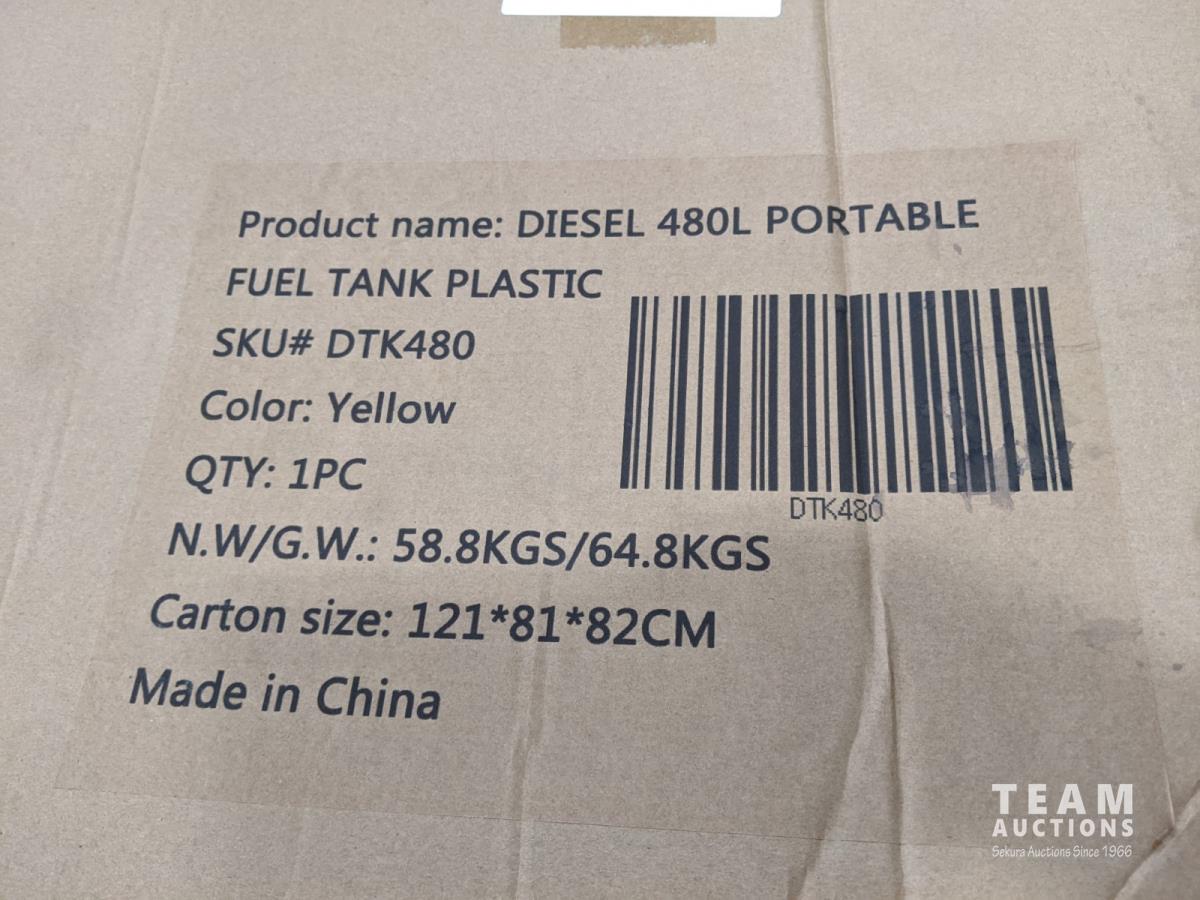 Product name: DIESEL 480L PORTABLE
FUEL TANK PLASTIC
SKU# DTK480
Color: Yellow
QTY: 1PC
DTK480
N.W/G.W.: 58.8KGS/64.8KGS
Carton size: 121*81*82CM
Made in China
TEAM
AUCTIONS
Sekura Auctions Since 1966